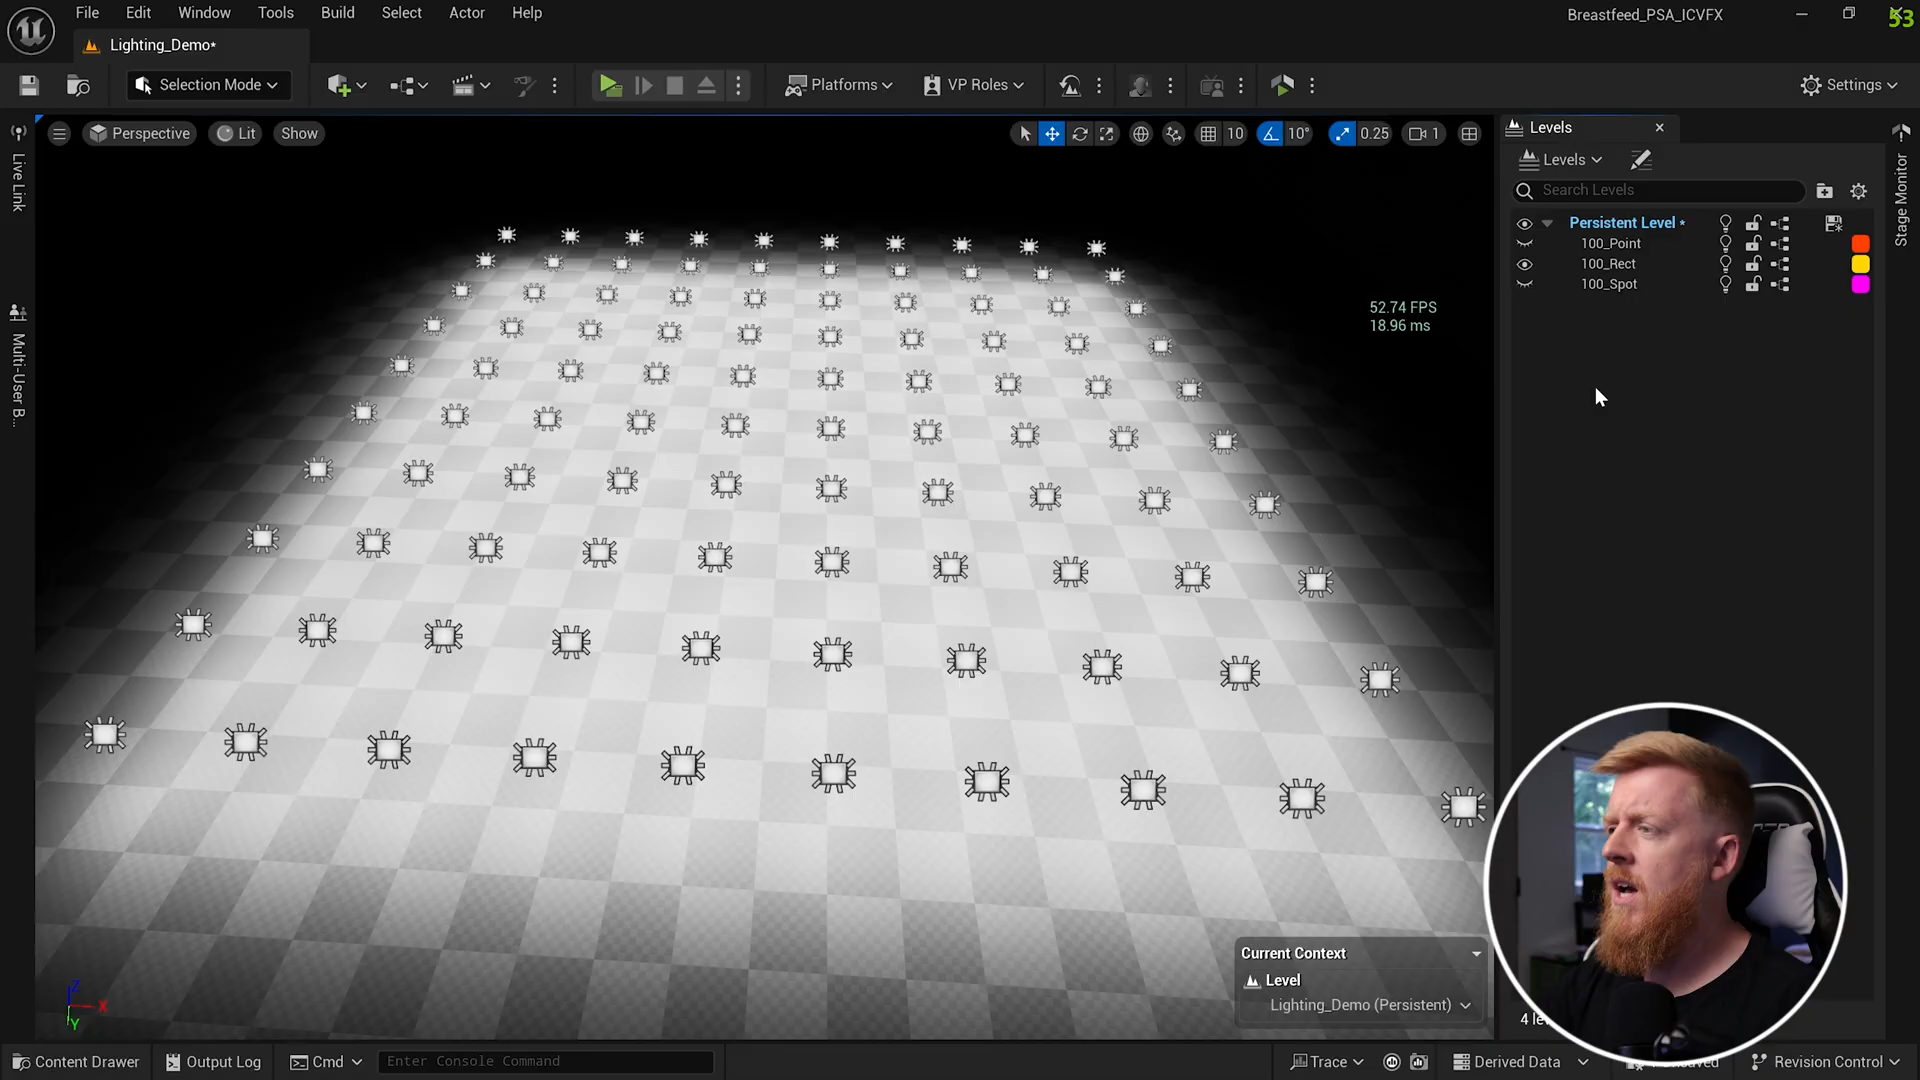 File Edit Window Tools Build Select Actor Help
Breastfeed_PSA_ICVFX
53
Lighting_Demo*
Selection Mode
Platforms
VP Roles
Settings
Perspective
Lit
Show
10
10°
0.25
1
Levels
Levels
Search Levels
Persistent Level *
100_Point
100_Rect
100_Spot
Live Link
Multi-User B...
Stage Monitor
52.74 FPS
18.96 ms
Z
X
Y
Current Context
Level
Lighting_Demo (Persistent)
Content Drawer
Output Log
Cmd
Enter Console Command
Trace
Derived Data
Revision Control